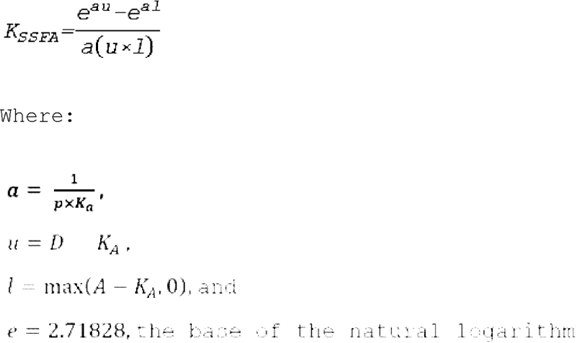 K_SSFA = (e^{au} - e^{al}) / (a(u×l))
Where:
a = 1 / (p×K_a),
u = D K_A ,
l = max(A − K_A, 0), and
e = 2.71828, the base of the natural logarithm